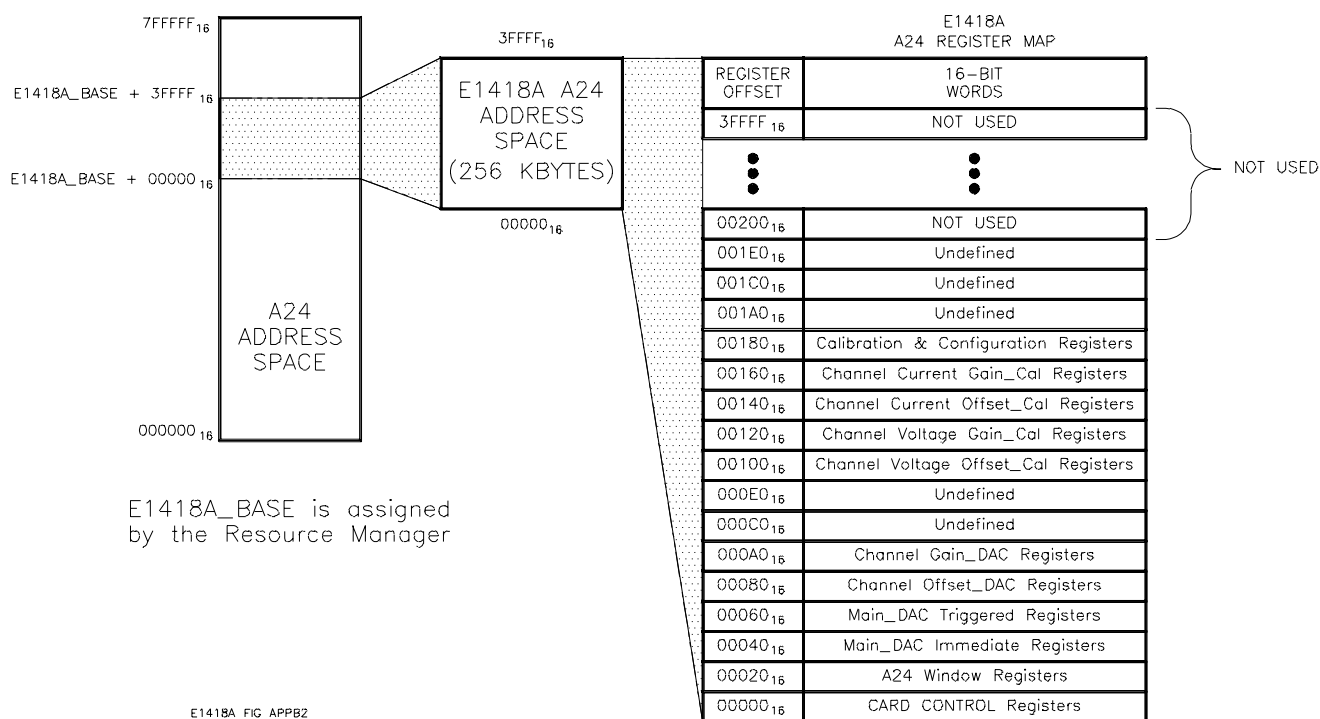 7FFFFF16
E1418A_BASE + 3FFFF16
E1418A_BASE + 0000016
A24
ADDRESS
SPACE
00000016
E1418A_BASE is assigned
by the Resource Manager
E1418A FIG APPB2
3FFFF16
E1418A A24
ADDRESS
SPACE
(256 KBYTES)
0000016
E1418A
A24 REGISTER MAP
REGISTER OFFSET 16-BIT WORDS
3FFFF16 NOT USED
NOT USED
0020016 NOT USED
001E016 Undefined
001C016 Undefined
001A016 Undefined
0018016 Calibration & Configuration Registers
0016016 Channel Current Gain_Cal Registers
0014016 Channel Current Offset_Cal Registers
0012016 Channel Voltage Gain_Cal Registers
0010016 Channel Voltage Offset_Cal Registers
000E016 Undefined
000C016 Undefined
000A016 Channel Gain_DAC Registers
0008016 Channel Offset_DAC Registers
0006016 Main_DAC Triggered Registers
0004016 Main_DAC Immediate Registers
0002016 A24 Window Registers
0000016 CARD CONTROL Registers